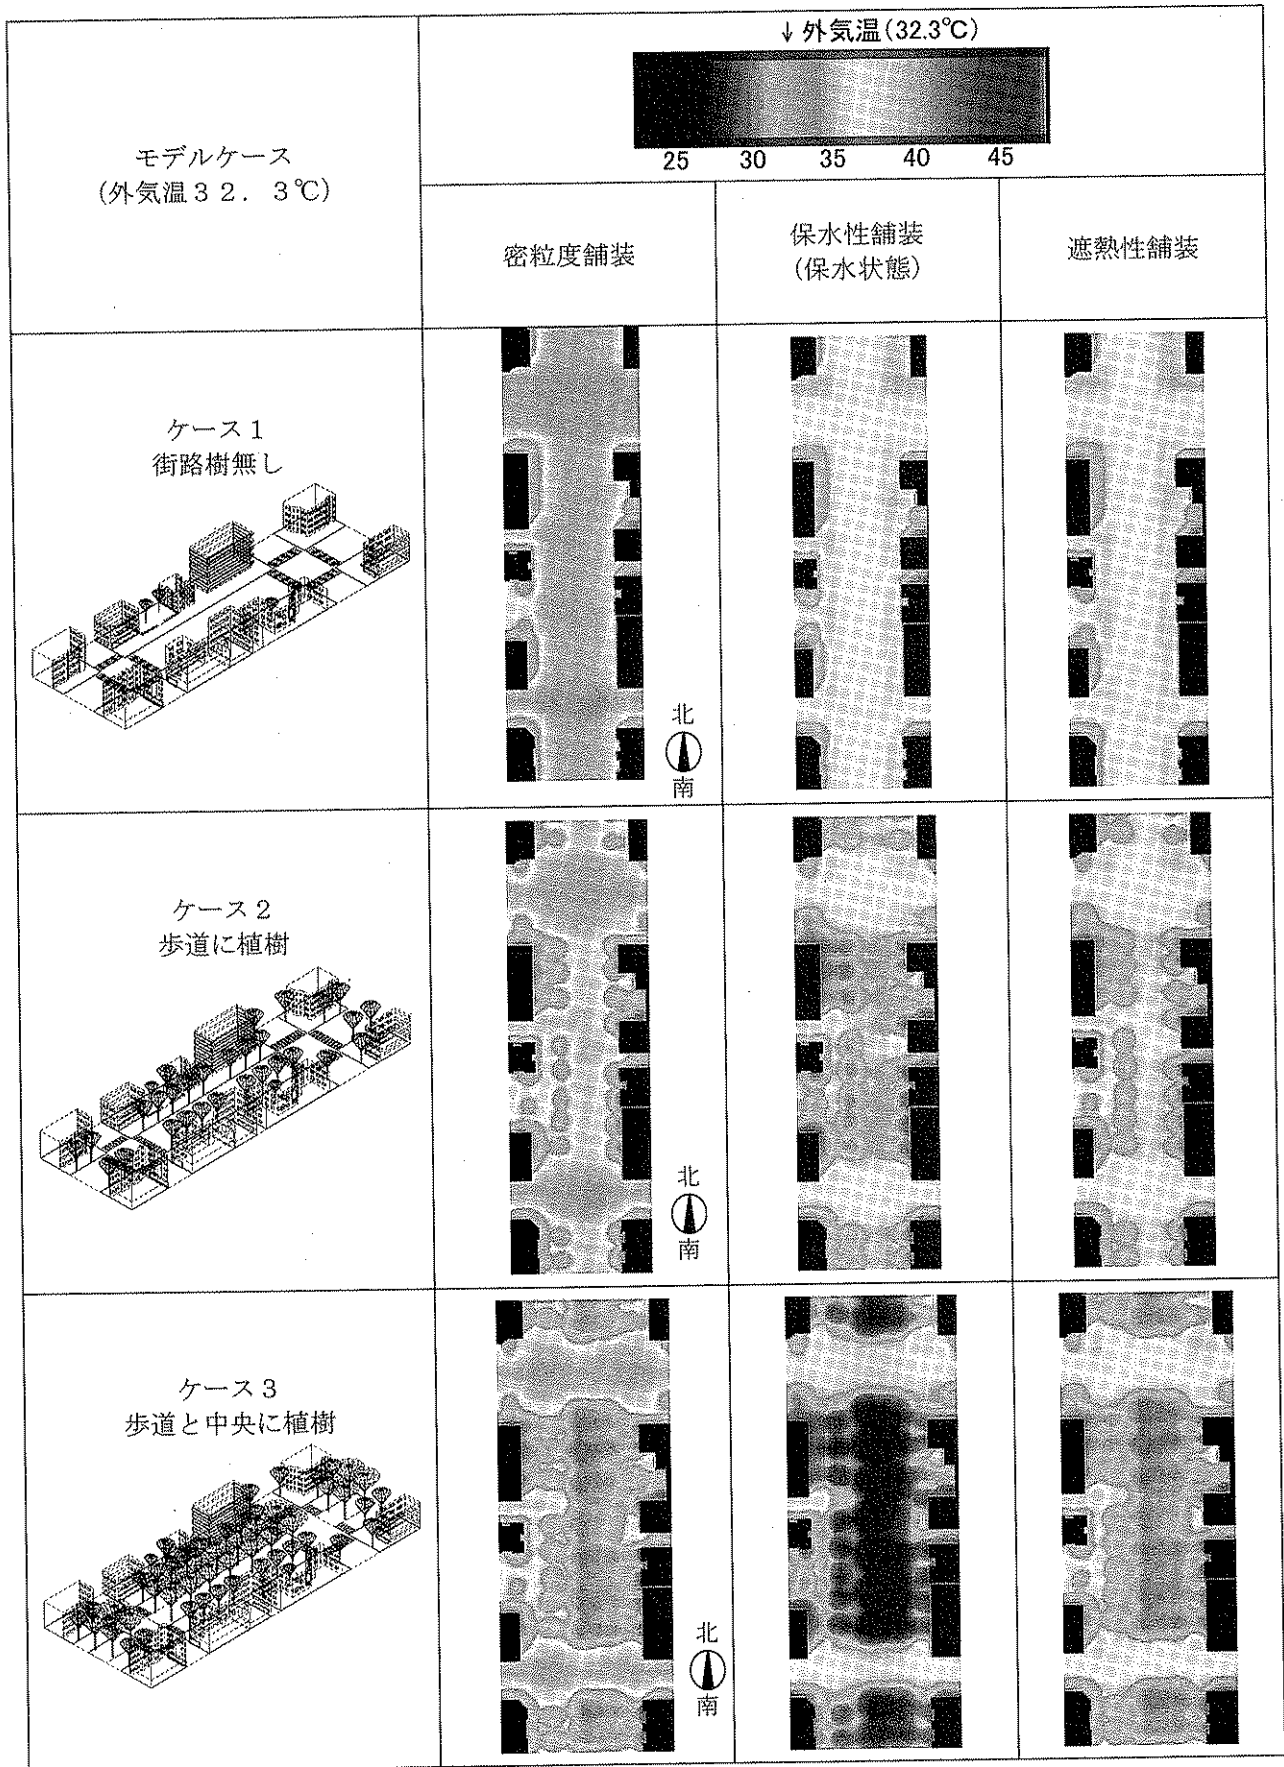 ↓外気温(32.3℃)
25 30 35 40 45
モデルケース
(外気温32.3℃)
密粒度舗装
保水性舗装
(保水状態)
遮熱性舗装
ケース1
街路樹無し
北
南
ケース2
歩道に植樹
北
南
ケース3
歩道と中央に植樹
北
南